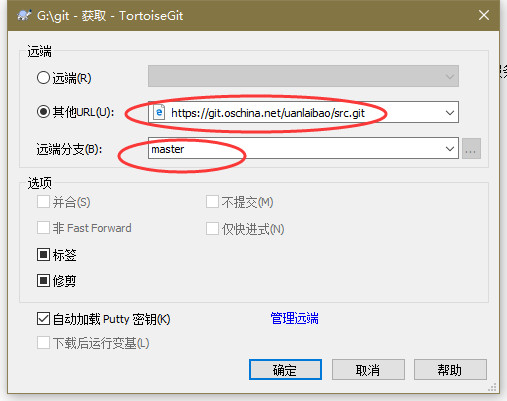 G:\git - 获取 - TortoiseGit
远端
远端(R)
其他URL(U):
https://git.oschina.net/uanlaibao/src.git
远端分支(B):
master
...
选项
并合(S)
不提交(M)
非 Fast Forward
仅快进式(N)
标签
修剪
自动加载 Putty 密钥(K)
管理远端
下载后运行变基(L)
确定
取消
帮助